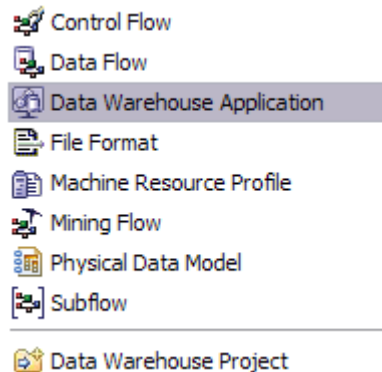 Control Flow
Data Flow
Data Warehouse Application
File Format
Machine Resource Profile
Mining Flow
Physical Data Model
Subflow
Data Warehouse Project